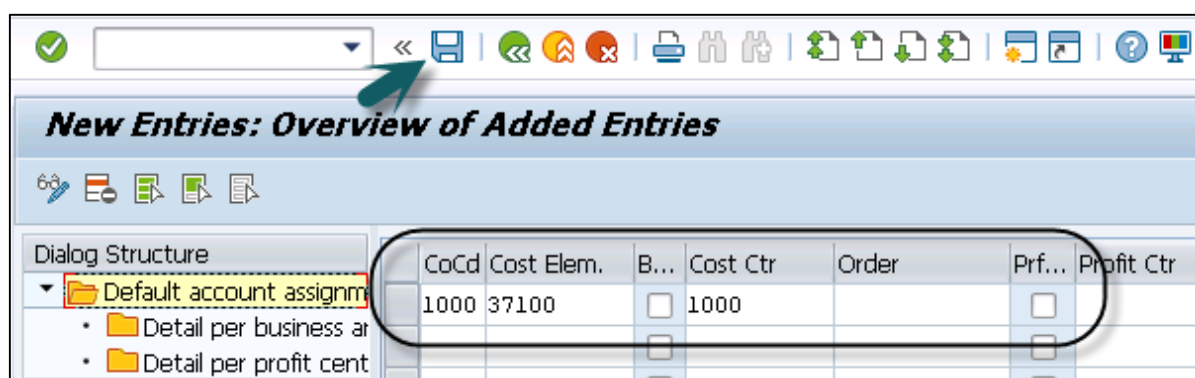 New Entries: Overview of Added Entries
Dialog Structure
Default account assignm
Detail per business ar
Detail per profit cent
CoCd Cost Elem. B... Cost Ctr Order Prf... Profit Ctr
1000 37100 1000